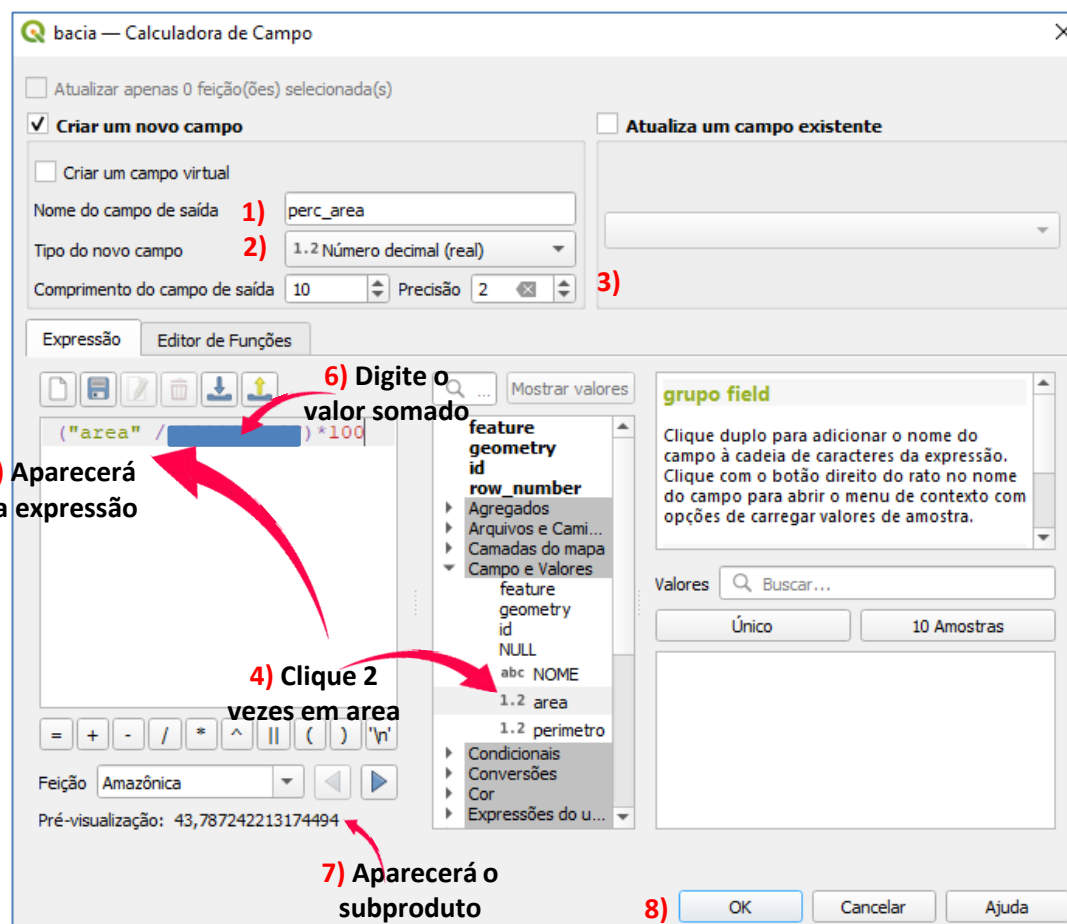 bacia — Calculadora de Campo
Atualizar apenas 0 feição(ões) selecionada(s)
Criar um novo campo
Atualiza um campo existente
Criar um campo virtual
Nome do campo de saída 1) perc_area
Tipo do novo campo 2) 1.2 Número decimal (real)
Comprimento do campo de saída 10 Precisão 2 3)
Expressão Editor de Funções
6) Digite o
valor somado
... Mostrar valores
("area" / )*100
) Aparecerá
a expressão
feature
geometry
id
row_number
Agregados
Arquivos e Cami...
Camadas do mapa
Campo e Valores
feature
geometry
id
NULL
abc NOME
1.2 area
1.2 perimetro
Condicionais
Conversões
Cor
Expressões do u...
grupo field
Clique duplo para adicionar o nome do
campo à cadeia de caracteres da expressão.
Clique com o botão direito do rato no nome
do campo para abrir o menu de contexto com
opções de carregar valores de amostra.
Valores Buscar...
Único 10 Amostras
4) Clique 2
vezes em area
= + - / * ^ || ( ) '\n'
Feição Amazônica
Pré-visualização: 43,787242213174494
7) Aparecerá o
subproduto
8) OK Cancelar Ajuda